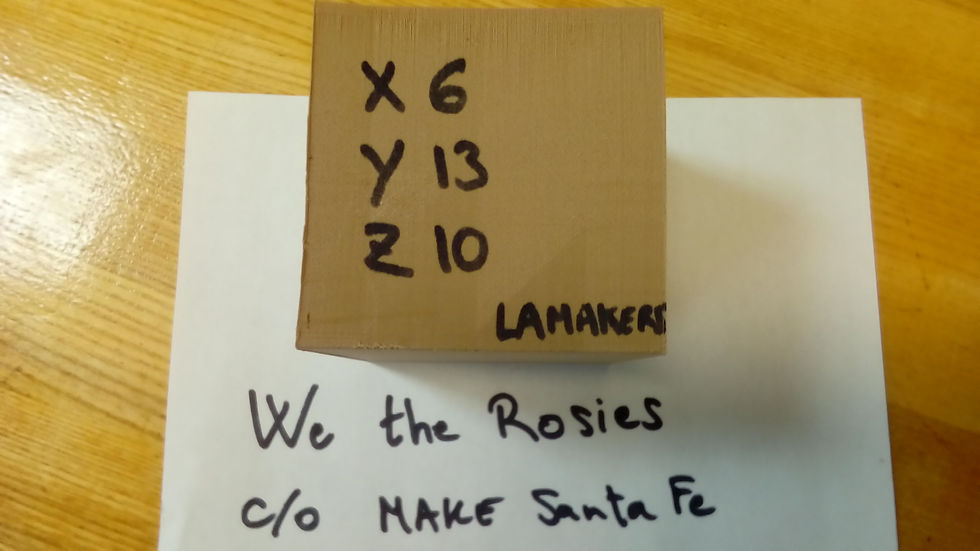 X 6
Y 13
Z 10
LAMAKERS
We the Rosies
c/o MAKE Santa Fe